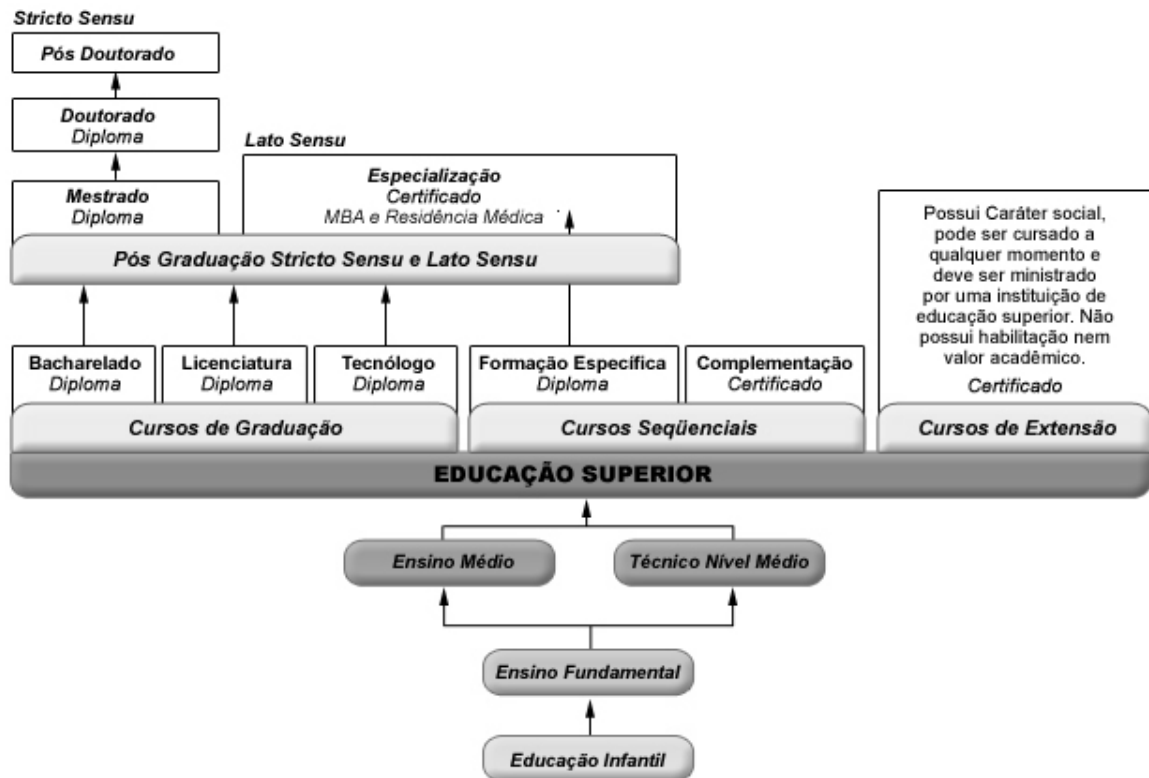 Stricto Sensu
Pós Doutorado
Doutorado
Diploma
Mestrado
Diploma
Lato Sensu
Especialização
Certificado
MBA e Residência Médica
Pós Graduação Stricto Sensu e Lato Sensu
Possui Caráter social,
pode ser cursado a
qualquer momento e
deve ser ministrado
por uma instituição de
educação superior. Não
possui habilitação nem
valor acadêmico.
Certificado
Bacharelado
Diploma
Licenciatura
Diploma
Tecnólogo
Diploma
Formação Específica
Diploma
Complementação
Certificado
Cursos de Graduação
Cursos Seqüenciais
Cursos de Extensão
EDUCAÇÃO SUPERIOR
Ensino Médio
Técnico Nível Médio
Ensino Fundamental
Educação Infantil